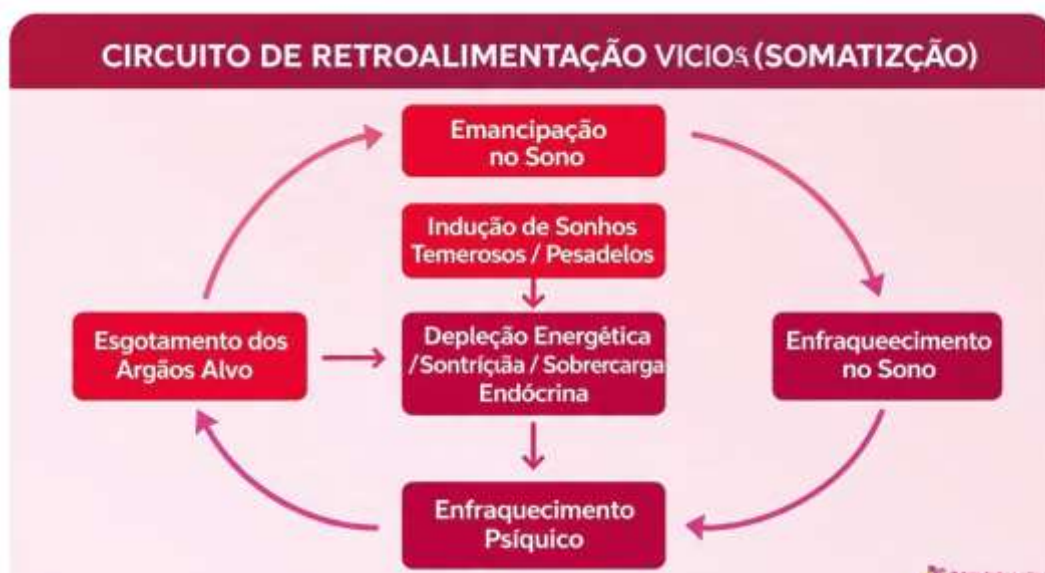 CIRCUITO DE RETROALIMENTAÇÃO VICIOS (SOMATIZÇÃO)
Emancipação
no Sono
Indução de Sonhos
Temerosos / Pesadelos
Esgotamento dos
Argãos Alvo
Depleção Energética
/ Sobrercarga
Endócrina
Enfraqueecimento
no Sono
Enfraquecimento
Psíquico